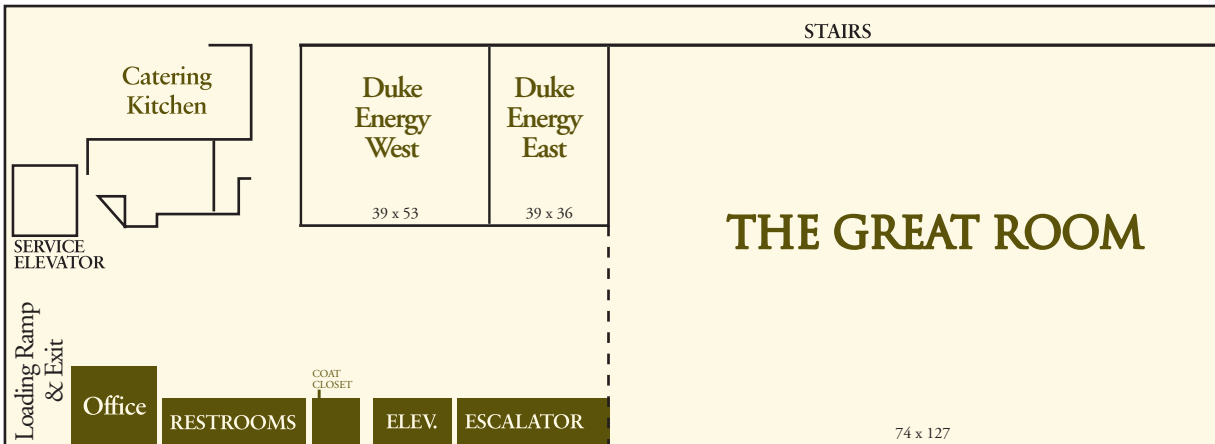 STAIRS
Catering
Kitchen
Duke
Energy
West
39 x 53
Duke
Energy
East
39 x 36
THE GREAT ROOM
74 x 127
SERVICE
ELEVATOR
Loading Ramp
& Exit
Office
RESTROOMS
COAT
CLOSET
ELEV.
ESCALATOR